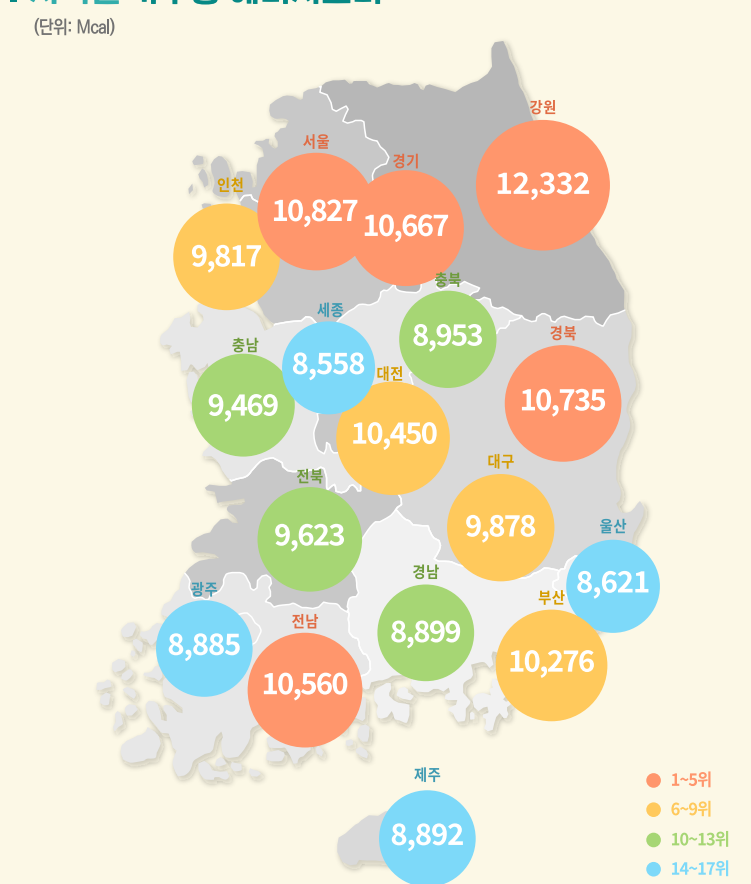 (단위: Mcal)
강원
12,332
서울
10,827
경기
10,667
인천
9,817
충북
8,953
세종
8,558
경북
10,735
충남
9,469
대전
10,450
대구
9,878
전북
9,623
울산
8,621
경남
8,899
광주
8,885
부산
10,276
전남
10,560
제주
8,892
1~5위
6~9위
10~13위
14~17위